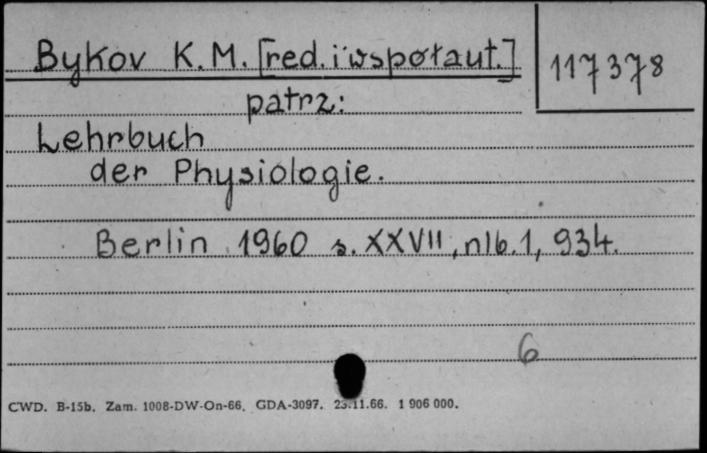 Bykov K. M. [red. i współaut.]
117378
patrz:
Lehrbuch
der Physiologie.
Berlin 1960 s. XXVII, nlb. 1, 934.
6
CWD. B-15b. Zam. 1008-DW-On-66. GDA-3097. 23.11.66. 1 906 000.